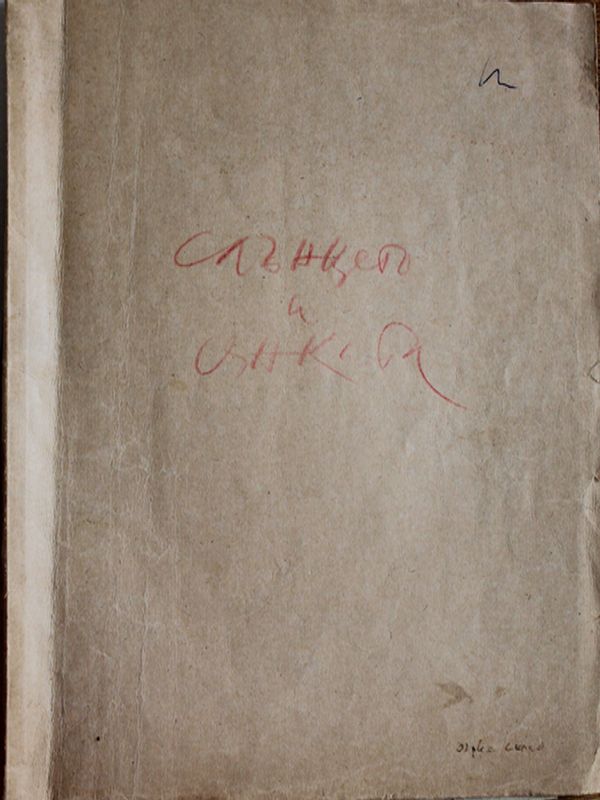 и
Слънцето
и
сянката